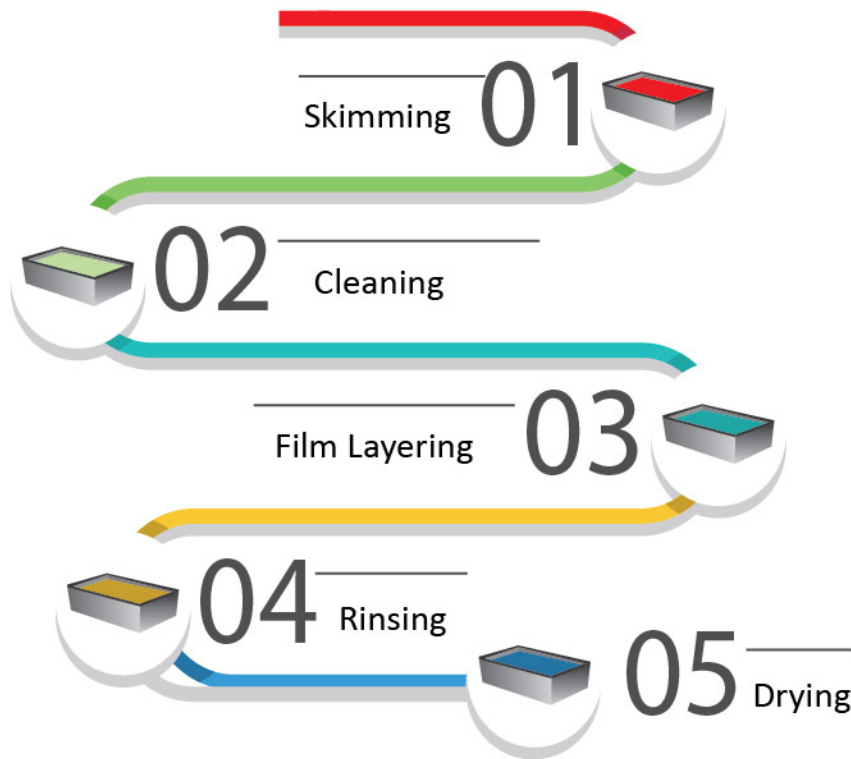 01
Skimming
02
Cleaning
03
Film Layering
04
Rinsing
05
Drying